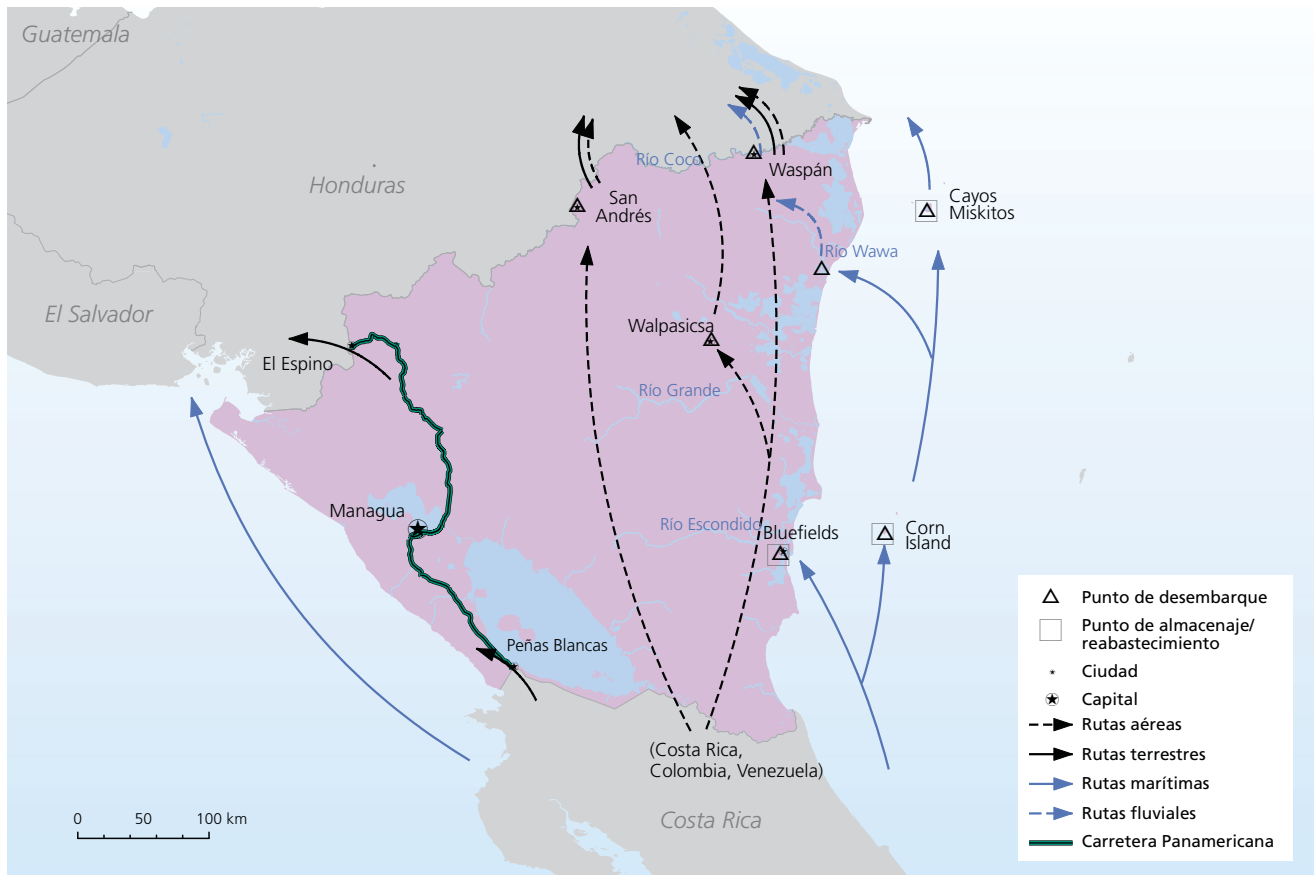 Guatemala
Honduras
El Salvador
Río Coco
Waspán
San
Andrés
Cayos
Miskitos
Río Wawa
Walpasicsa
El Espino
Río Grande
Managua
Río Escondido
Bluefields
Corn
Island
Peñas Blancas
(Costa Rica,
Colombia, Venezuela)
Costa Rica
0 50 100 km
Punto de desembarque
Punto de almacenaje/
reabastecimiento
Ciudad
Capital
Rutas aéreas
Rutas terrestres
Rutas marítimas
Rutas fluviales
Carretera Panamericana